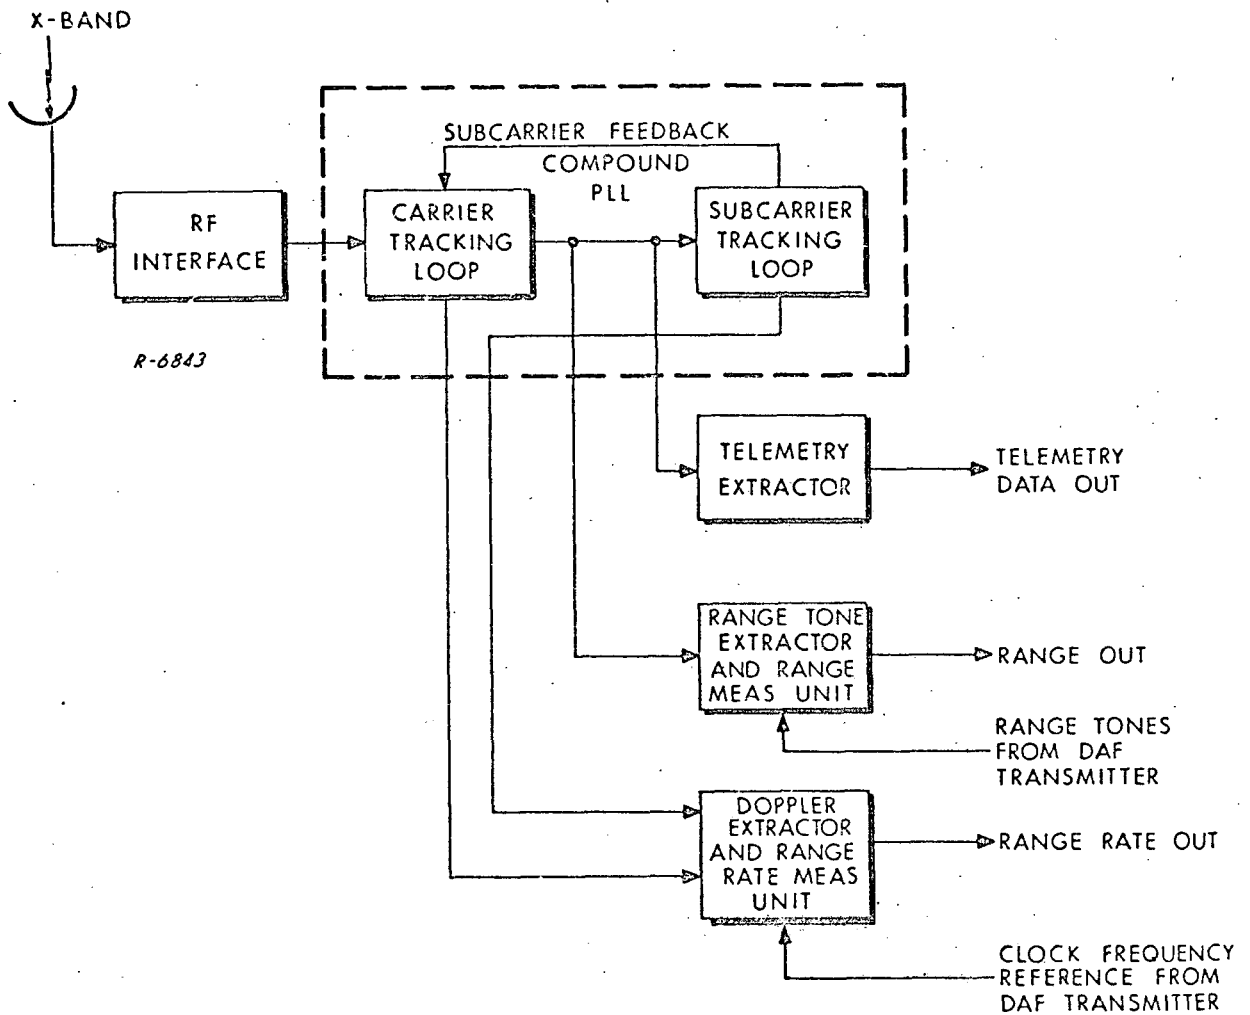 X-BAND
SUBCARRIER FEEDBACK
COMPOUND
PLL
RF
INTERFACE
CARRIER
TRACKING
LOOP
SUBCARRIER
TRACKING
LOOP
R-6843
TELEMETRY
EXTRACTOR
TELEMETRY
DATA OUT
RANGE TONE
EXTRACTOR
AND RANGE
MEAS UNIT
RANGE OUT
RANGE TONES
FROM DAF
TRANSMITTER
DOPPLER
EXTRACTOR
AND RANGE
RATE MEAS
UNIT
RANGE RATE OUT
CLOCK FREQUENCY
REFERENCE FROM
DAF TRANSMITTER